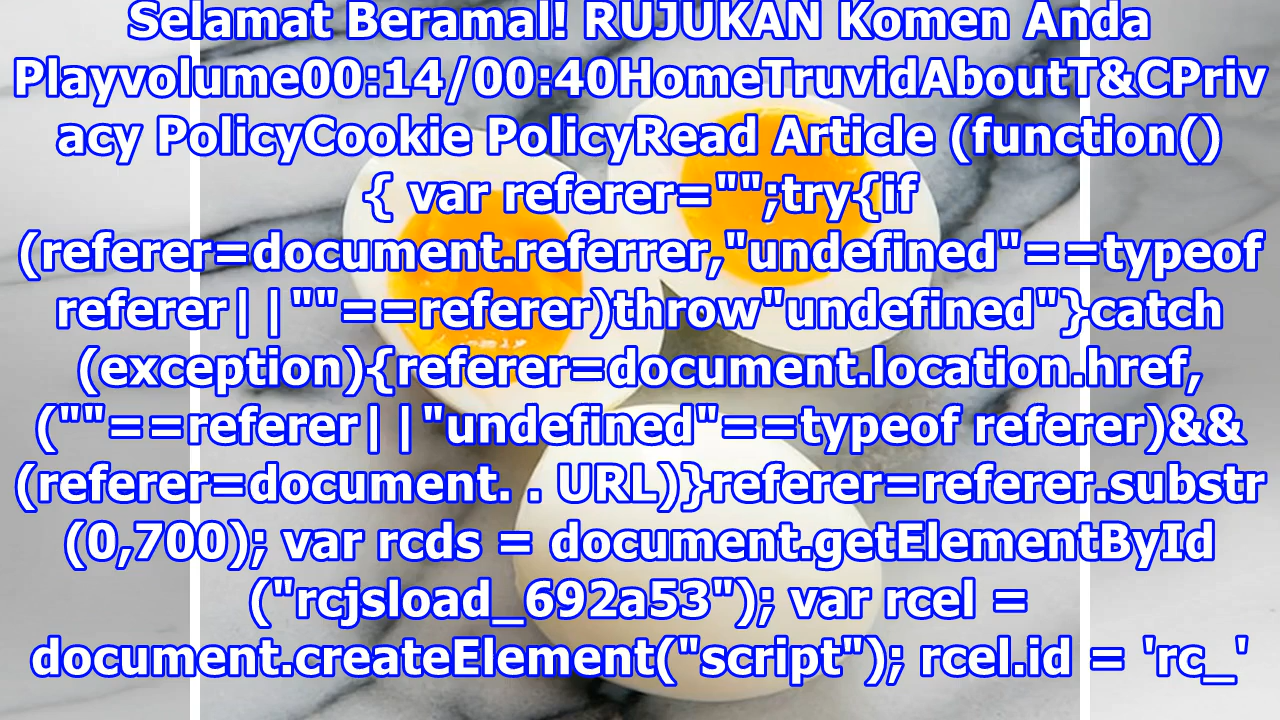 Selamat Beramal! RUJUKAN Komen Anda
Playvolume00:14/00:40HomeTruvidAboutT&CPriv
acy PolicyCookie PolicyRead Article (function()
{ var referer="";try{if
(referer=document.referrer,"undefined"==typeof
referer||""==referer)throw"undefined"}catch
(exception){referer=document.location.href,
(""==referer||"undefined"==typeof referer)&&
(referer=document. . URL)}referer=referer.substr
(0,700); var rcds = document.getElementById
("rcjsload_692a53"); var rcel =
document.createElement("script"); rcel.id = 'rc_'